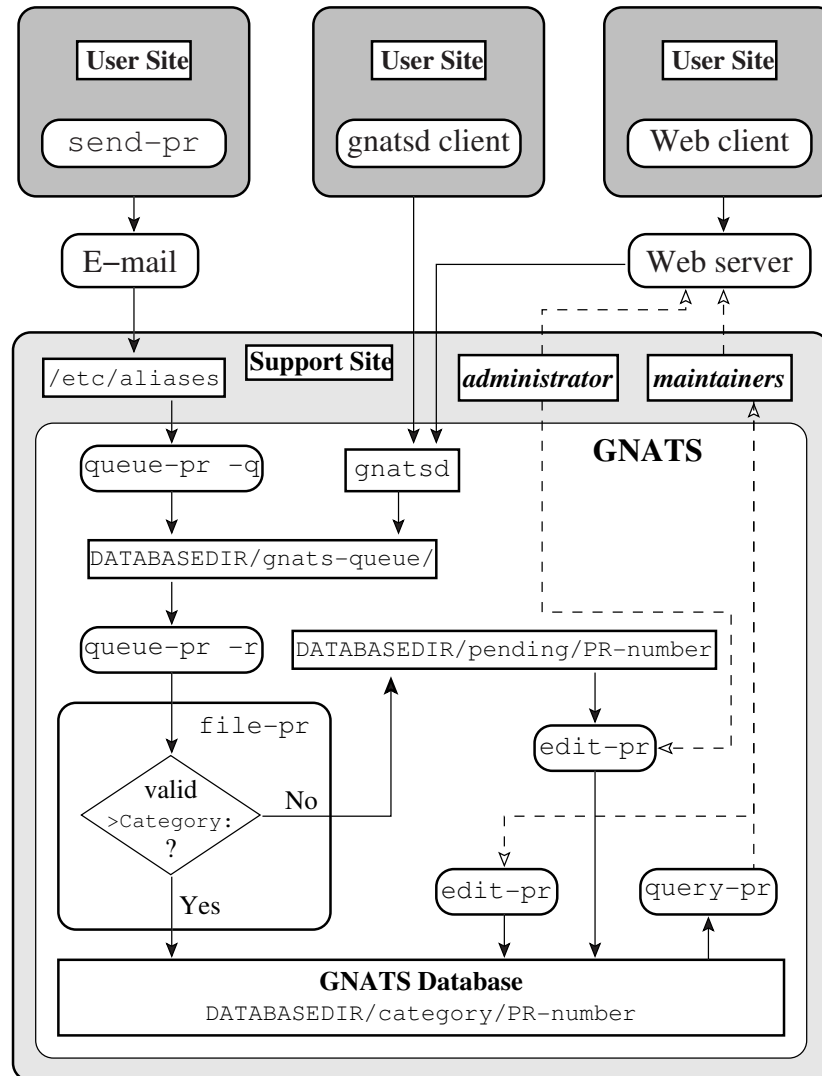 User Site
User Site
User Site
send-pr
gnatsd client
Web client
E-mail
Web server
Support Site
/etc/aliases
administrator
maintainers
GNATS
queue-pr -q
gnatsd
DATABASEDIR/gnats-queue/
queue-pr -r
DATABASEDIR/pending/PR-number
file-pr
edit-pr
valid
>Category:
?
No
Yes
edit-pr
query-pr
GNATS Database
DATABASEDIR/category/PR-number